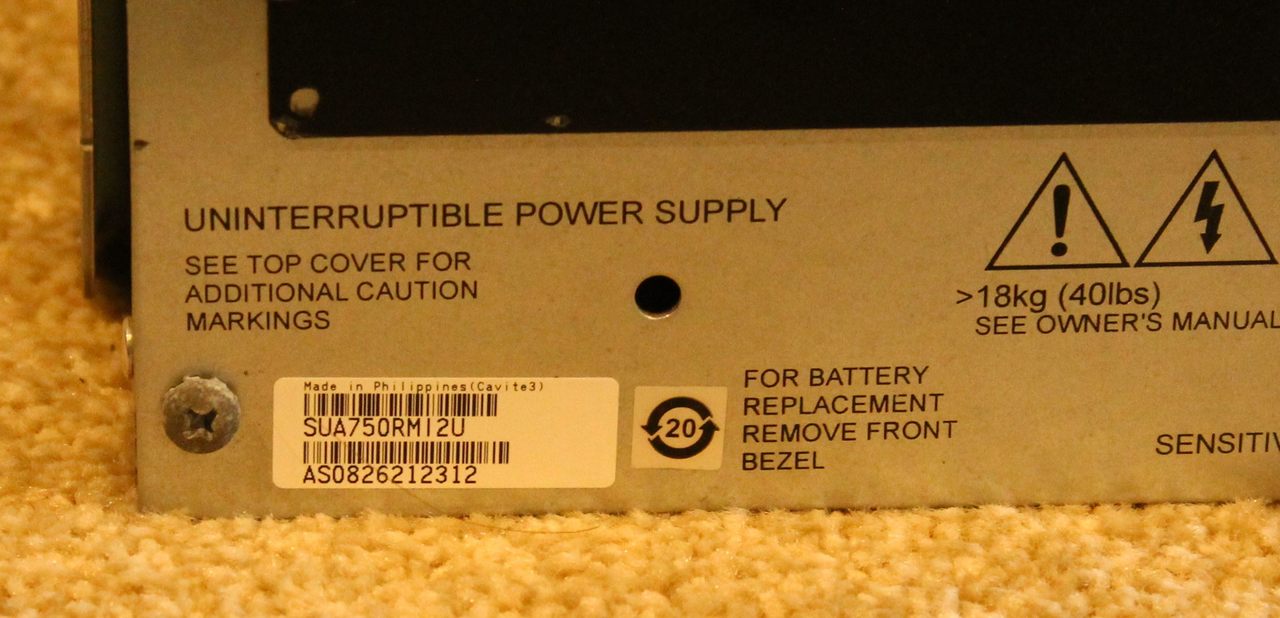 UNINTERRUPTIBLE POWER SUPPLY
SEE TOP COVER FOR
ADDITIONAL CAUTION
MARKINGS
>18kg (40lbs)
SEE OWNER'S MANUAL
Made in Philippines(Cavite3)
SUA750RMI2U
AS0826212312
20
FOR BATTERY
REPLACEMENT
REMOVE FRONT
BEZEL
SENSITIV